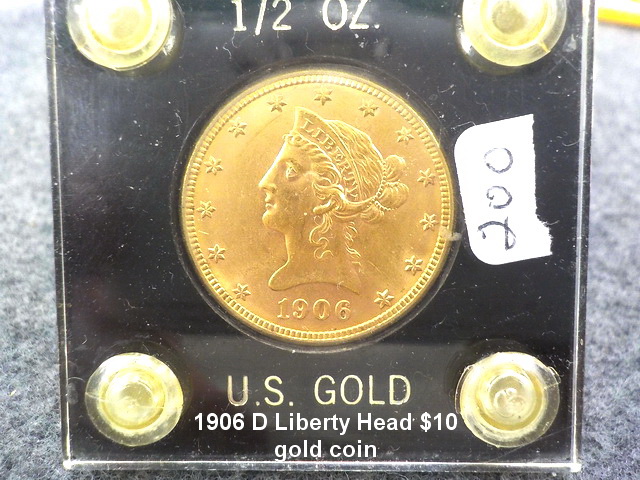 1/2 OZ.
LIBERTY
200
1906
U.S. GOLD
1906 D Liberty Head $10
gold coin